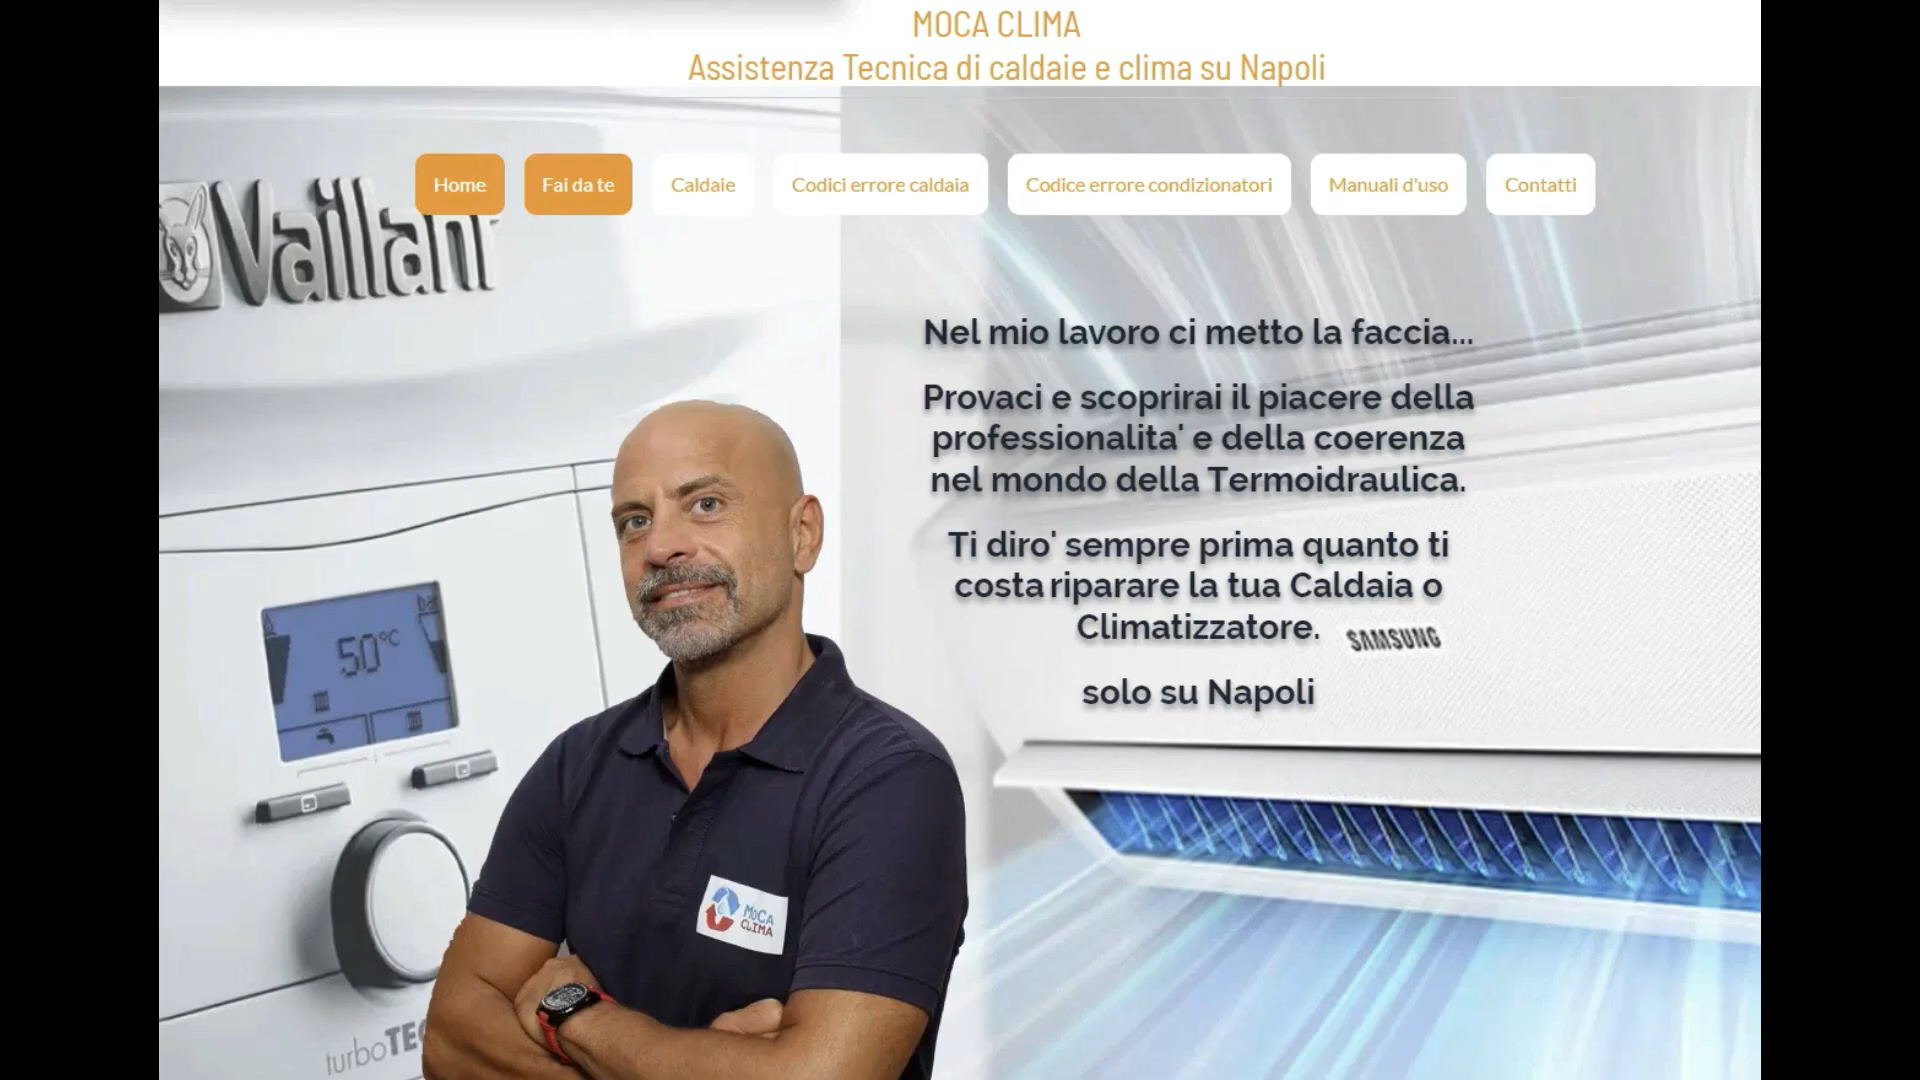 MOCA CLIMA
Assistenza Tecnica di caldaie e clima su Napoli
Home
Fai da te
Caldaie
Codici errore caldaia
Codice errore condizionatori
Manuali d'uso
Contatti
Vaillant
Nel mio lavoro ci metto la faccia...
Provaci e scoprirai il piacere della
professionalita' e della coerenza
nel mondo della Termoidraulica.
Ti diro' sempre prima quanto ti
costa riparare la tua Caldaia o
Climatizzatore.
SAMSUNG
solo su Napoli
bar
50°C
MoCA
CLIMA
turboTEC